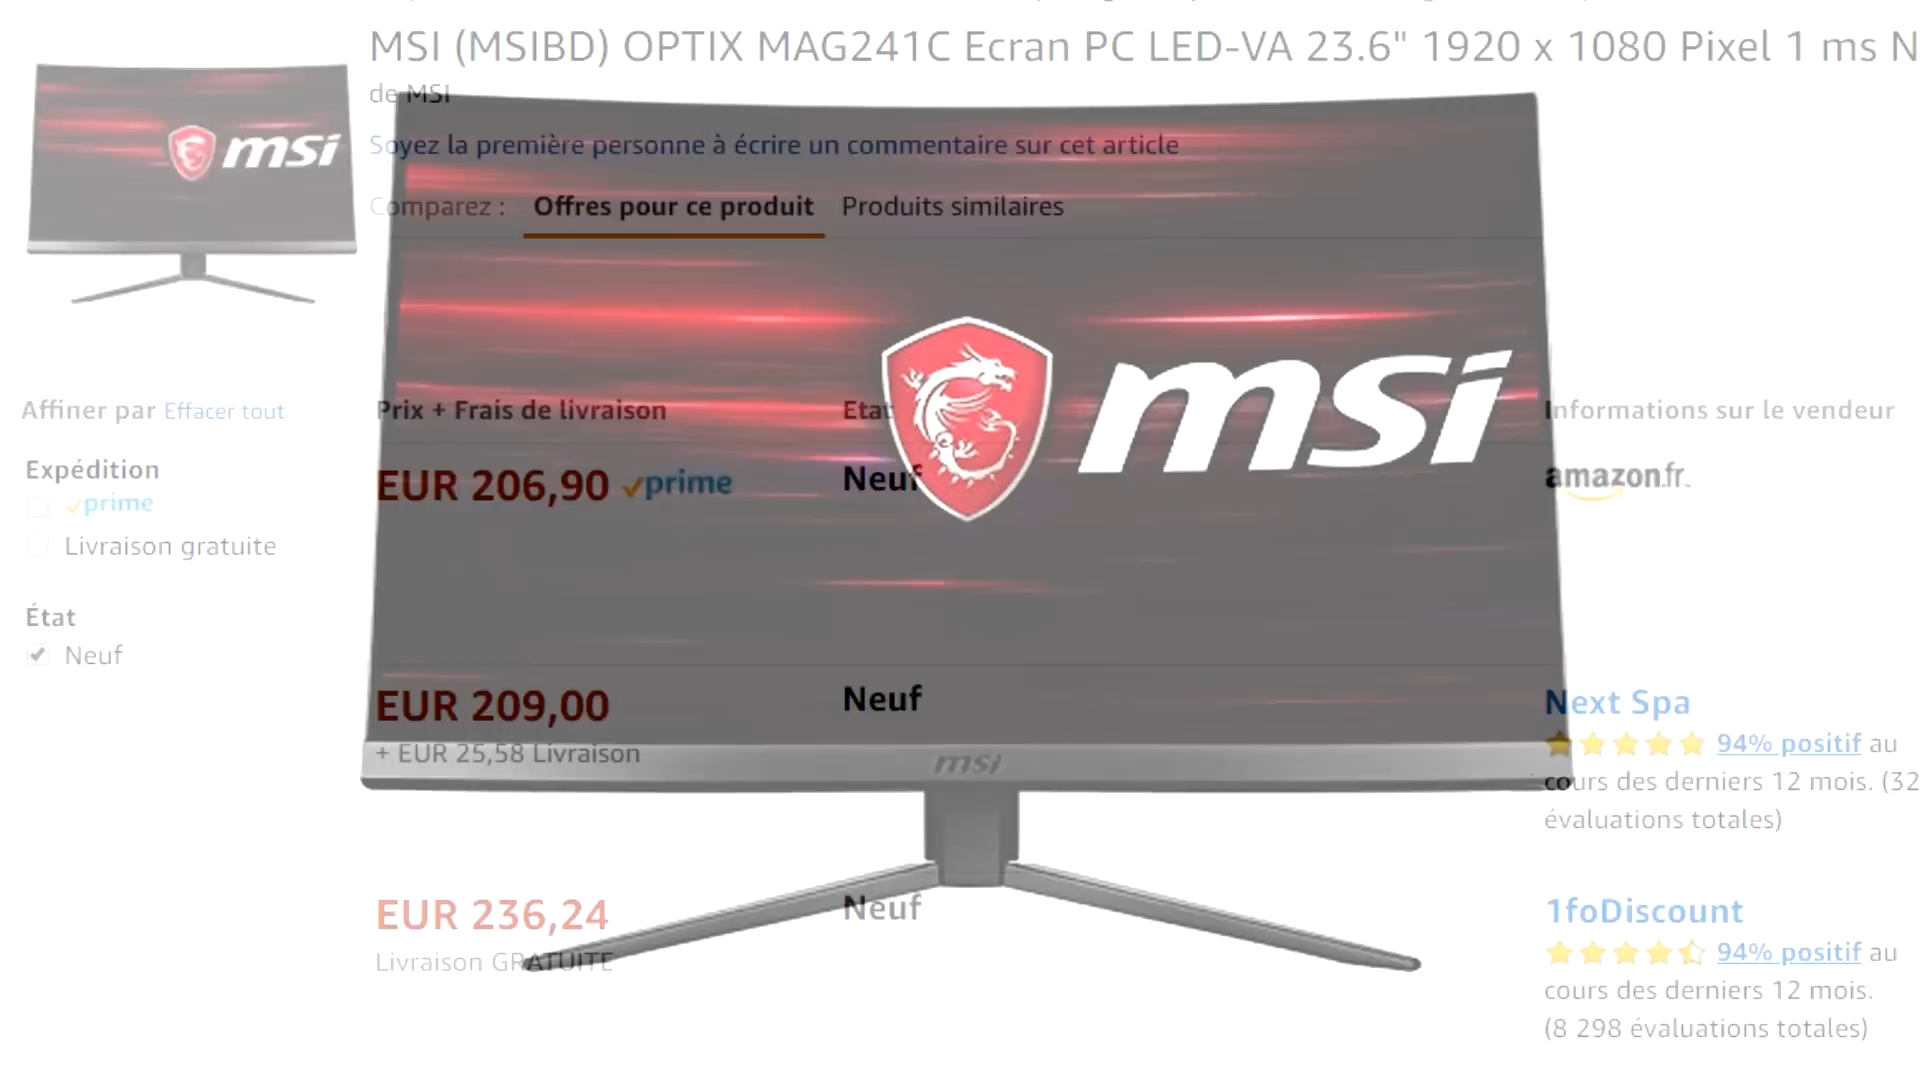 MSI (MSIBD) OPTIX MAG241C Ecran PC LED-VA 23.6" 1920 x 1080 Pixel 1 ms N
de MSI
msi
Soyez la première personne à écrire un commentaire sur cet article
Comparez : Offres pour ce produit Produits similaires
msi
Affiner par Effacer tout
Prix + Frais de livraison Etat Informations sur le vendeur
Expédition
prime
Livraison gratuite
État
Neuf
EUR 206,90 prime Neuf amazon.fr.
EUR 209,00 Neuf Next Spa
+ EUR 25,58 Livraison
94% positif au
cours des derniers 12 mois. (32
évaluations totales)
msi
EUR 236,24 Neuf 1foDiscount
Livraison GRATUITE
94% positif au
cours des derniers 12 mois.
(8 298 évaluations totales)